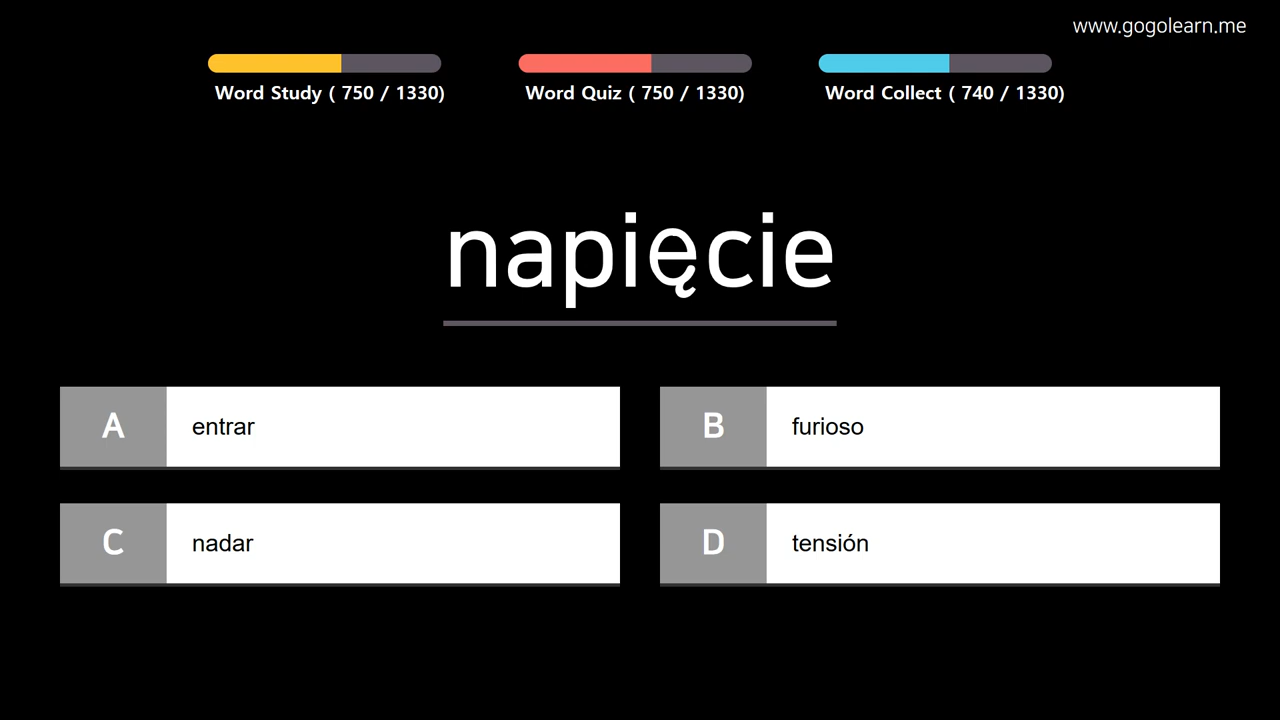 www.gogolearn.me
Word Study ( 750 / 1330)
Word Quiz ( 750 / 1330)
Word Collect ( 740 / 1330)
napięcie
A entrar
B furioso
C nadar
D tensión